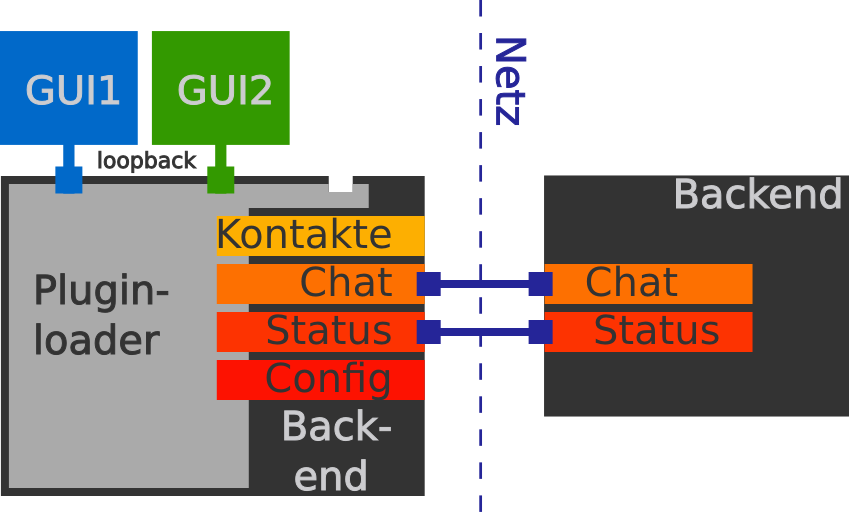 GUI1
GUI2
loopback
Netz
Plugin-
loader
Kontakte
Chat
Status
Config
Back-
end
Backend
Chat
Status